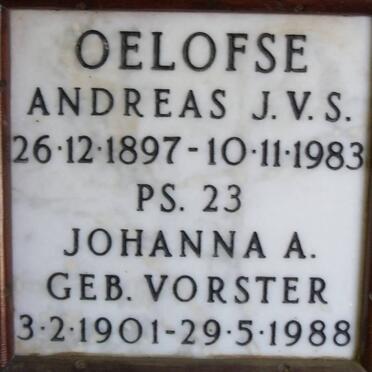 OELOFSE
ANDREAS J.V.S.
26·12·1897-10·11·1983
PS. 23
JOHANNA A.
GEB. VORSTER
3·2·1901-29·5·1988